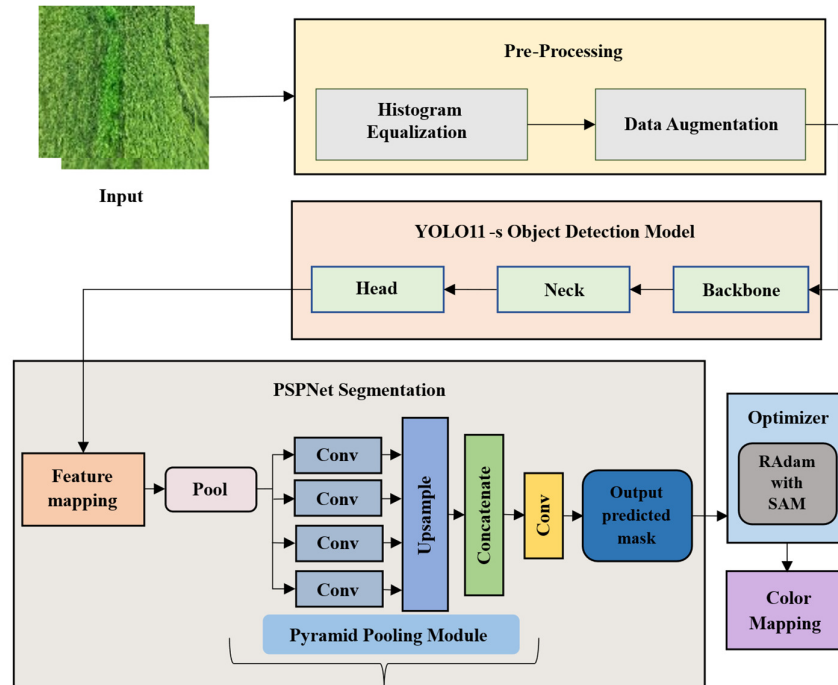 Pre-Processing
Histogram
Equalization
Data Augmentation
Input
YOLO11 -s Object Detection Model
Head
Neck
Backbone
PSPNet Segmentation
Feature
mapping
Pool
Conv
Conv
Conv
Conv
Upsample
Concatenate
Conv
Output
predicted
mask
Optimizer
RAdam
with
SAM
Color
Mapping
Pyramid Pooling Module